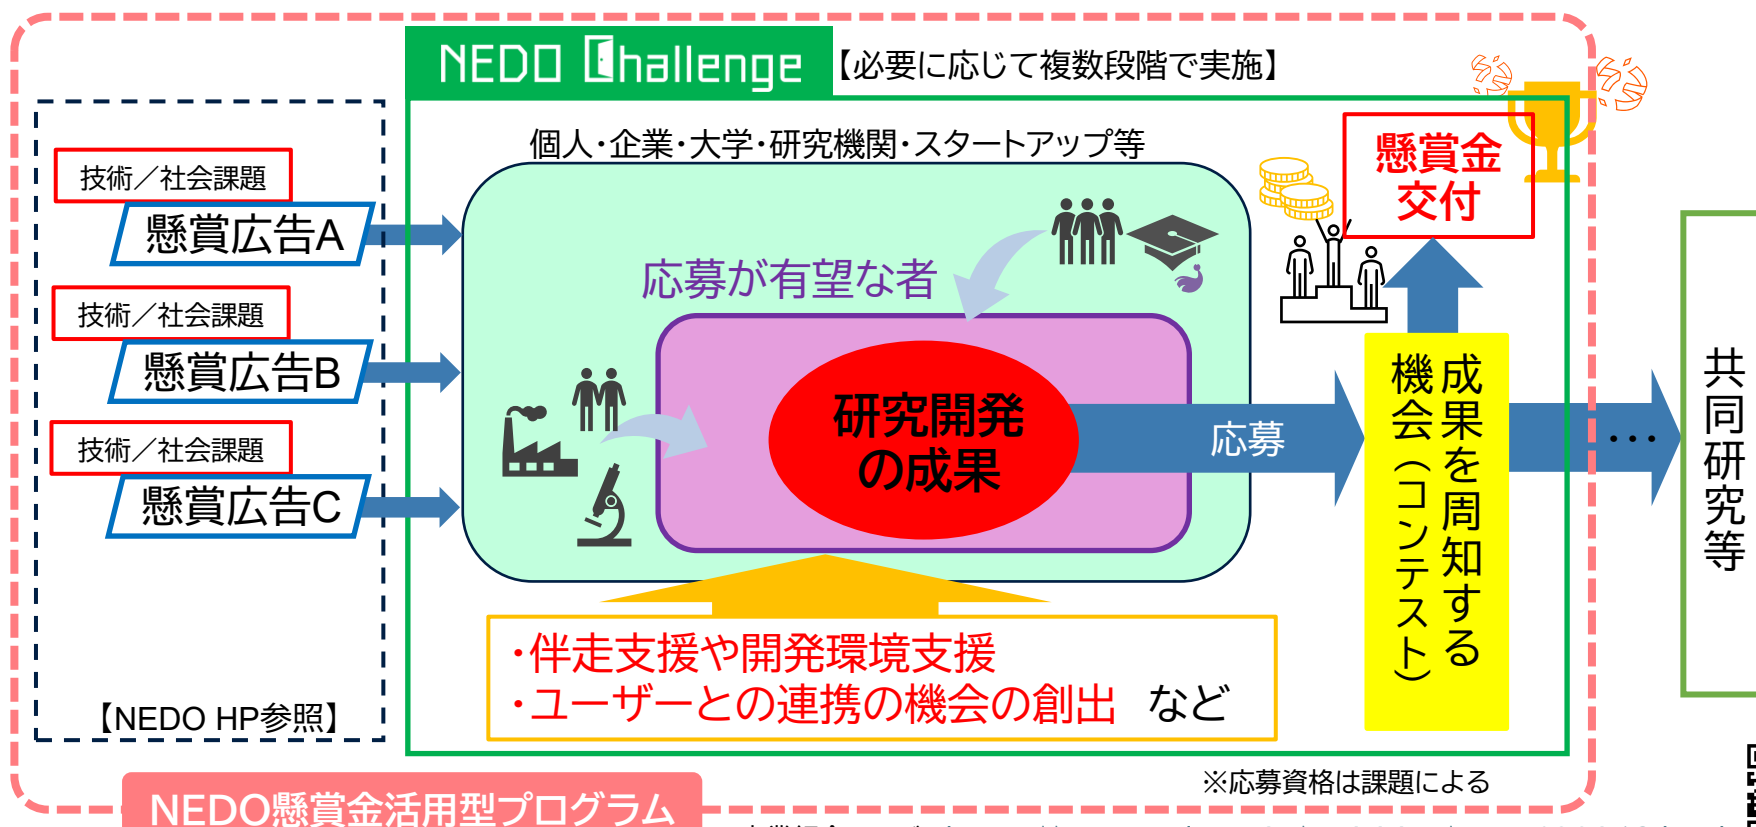 NEDO Challenge
【必要に応じて複数段階で実施】
個人・企業・大学・研究機関・スタートアップ等
技術／社会課題
懸賞広告A
技術／社会課題
懸賞広告B
技術／社会課題
懸賞広告C
【NEDO HP参照】
応募が有望な者
研究開発
の成果
応募
・伴走支援や開発環境支援
・ユーザーとの連携の機会の創出 など
懸賞金
交付
成果を周知する
機会（コンテスト）
…
共同研究等
※応募資格は課題による
NEDO懸賞金活用型プログラム